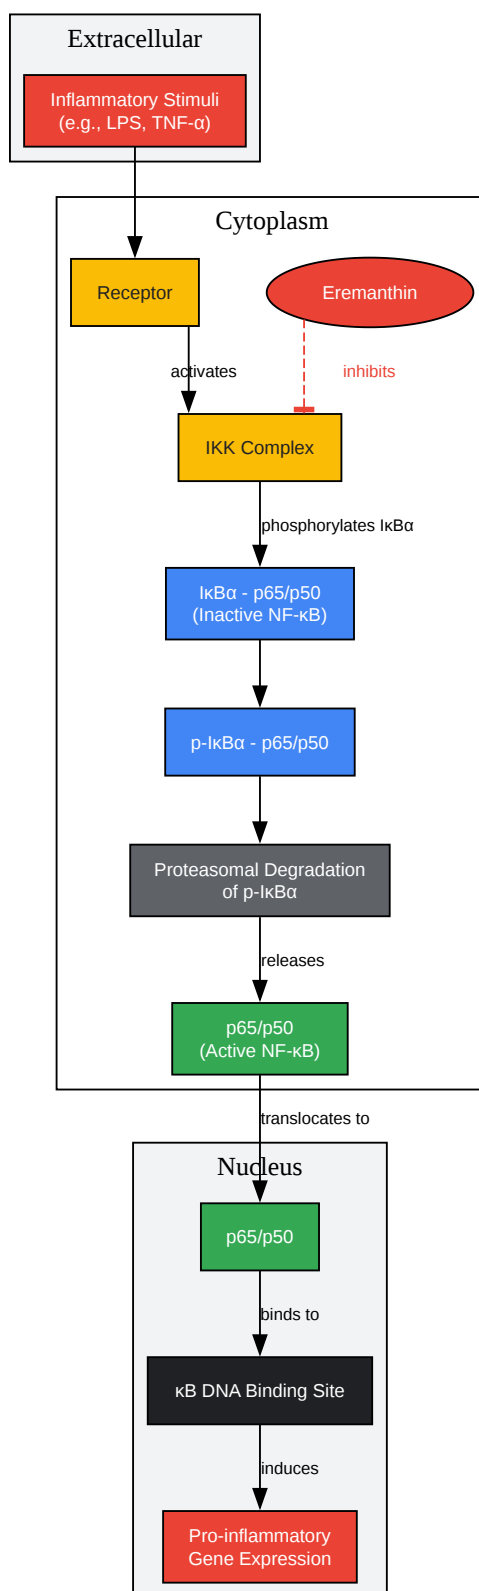 Extracellular
Inflammatory Stimuli
(e.g., LPS, TNF-α)
Cytoplasm
Receptor
Eremanthin
activates
inhibits
IKK Complex
phosphorylates IκBα
IκBα - p65/p50
(Inactive NF-κB)
p-IκBα - p65/p50
Proteasomal Degradation
of p-IκBα
releases
p65/p50
(Active NF-κB)
translocates to
Nucleus
p65/p50
binds to
κB DNA Binding Site
induces
Pro-inflammatory
Gene Expression